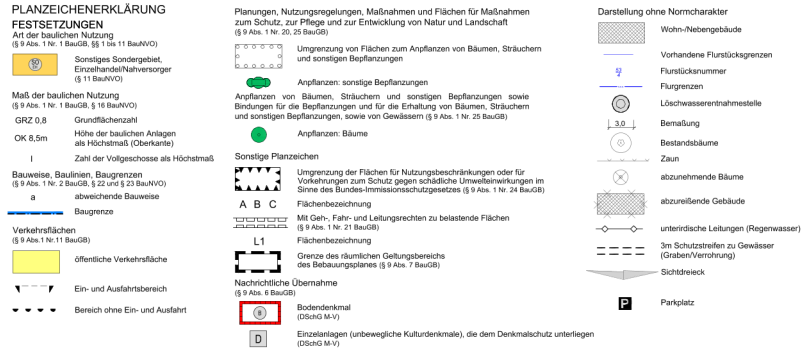 PLANZEICHENERKLÄRUNG
FESTSETZUNGEN
Art der baulichen Nutzung
(§ 9 Abs. 1 Nr. 1 BauGB, §§ 1 bis 11 BauNVO)
SO
Sonstiges Sondergebiet,
Einzelhandel/Nahversorger
(§ 11 BauNVO)
Maß der baulichen Nutzung
(§ 9 Abs. 1 Nr. 1 BauGB, § 16 BauNVO)
GRZ 0,8 Grundflächenzahl
OK 8,5m Höhe der baulichen Anlagen
als Höchstmaß (Oberkante)
I Zahl der Vollgeschosse als Höchstmaß
Bauweise, Baulinien, Baugrenzen
(§ 9 Abs. 1 Nr. 2 BauGB, § 22 und § 23 BauNVO)
a abweichende Bauweise
Baugrenze
Verkehrsflächen
(§ 9 Abs.1 Nr.11 BauGB)
öffentliche Verkehrsfläche
Ein- und Ausfahrtsbereich
Bereich ohne Ein- und Ausfahrt
Planungen, Nutzungsregelungen, Maßnahmen und Flächen für Maßnahmen
zum Schutz, zur Pflege und zur Entwicklung von Natur und Landschaft
(§ 9 Abs. 1 Nr. 20, 25 BauGB)
Umgrenzung von Flächen zum Anpflanzen von Bäumen, Sträuchern
und sonstigen Bepflanzungen
Anpflanzen: sonstige Bepflanzungen
Anpflanzen von Bäumen, Sträuchern und sonstigen Bepflanzungen sowie
Bindungen für die Bepflanzungen und für die Erhaltung von Bäumen, Sträuchern
und sonstigen Bepflanzungen, sowie von Gewässern (§ 9 Abs. 1 Nr. 25 BauGB)
Anpflanzen: Bäume
Sonstige Planzeichen
Umgrenzung der Flächen für Nutzungsbeschränkungen oder für
Vorkehrungen zum Schutz gegen schädliche Umwelteinwirkungen im
Sinne des Bundes-Immissionsschutzgesetzes (§ 9 Abs. 1 Nr. 24 BauGB)
A B C Flächenbezeichnung
Mit Geh-, Fahr- und Leitungsrechten zu belastende Flächen
(§ 9 Abs. 1 Nr. 21 BauGB)
L1 Flächenbezeichnung
Grenze des räumlichen Geltungsbereichs
des Bebauungsplanes (§ 9 Abs. 7 BauGB)
Nachrichtliche Übernahme
(§ 9 Abs. 6 BauGB)
B Bodendenkmal
(DSchG M-V)
D Einzelanlagen (unbewegliche Kulturdenkmale), die dem Denkmalschutz unterliegen
(DSchG M-V)
Darstellung ohne Normcharakter
Wohn-/Nebengebäude
Vorhandene Flurstücksgrenzen
Flurstücksnummer
Flurgrenzen
Löschwasserentnahmestelle
3,0 Bemaßung
Bestandsbäume
Zaun
abzunehmende Bäume
abzureißende Gebäude
unterirdische Leitungen (Regenwasser)
3m Schutzstreifen zu Gewässer
(Graben/Verrohrung)
Sichtdreieck
P Parkplatz